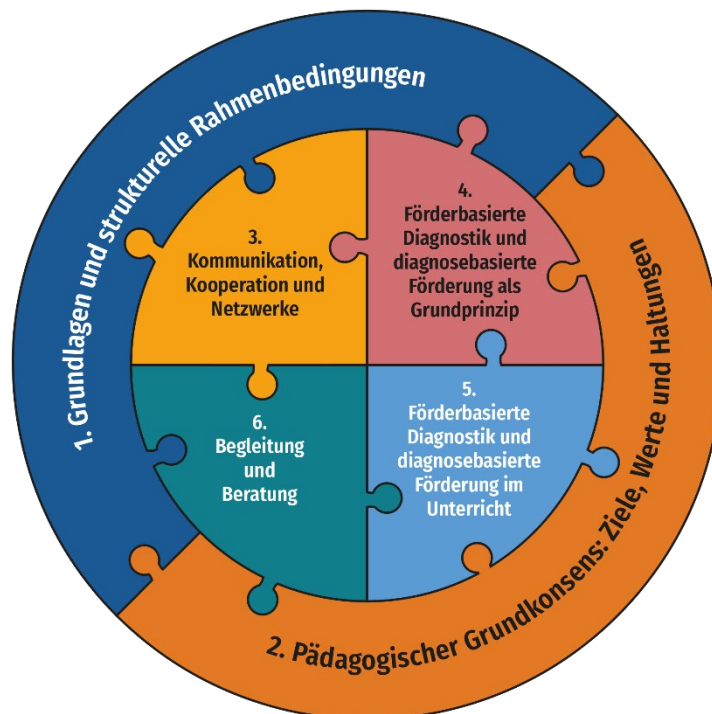 1. Grundlagen und strukturelle Rahmenbedingungen
2. Pädagogischer Grundkonsens: Ziele, Werte und Haltungen
3.
Kommunikation,
Kooperation und
Netzwerke
4.
Förderbasierte
Diagnostik und
diagnosebasierte
Förderung als
Grundprinzip
5.
Förderbasierte
Diagnostik und
diagnosebasierte
Förderung im
Unterricht
6.
Begleitung
und
Beratung